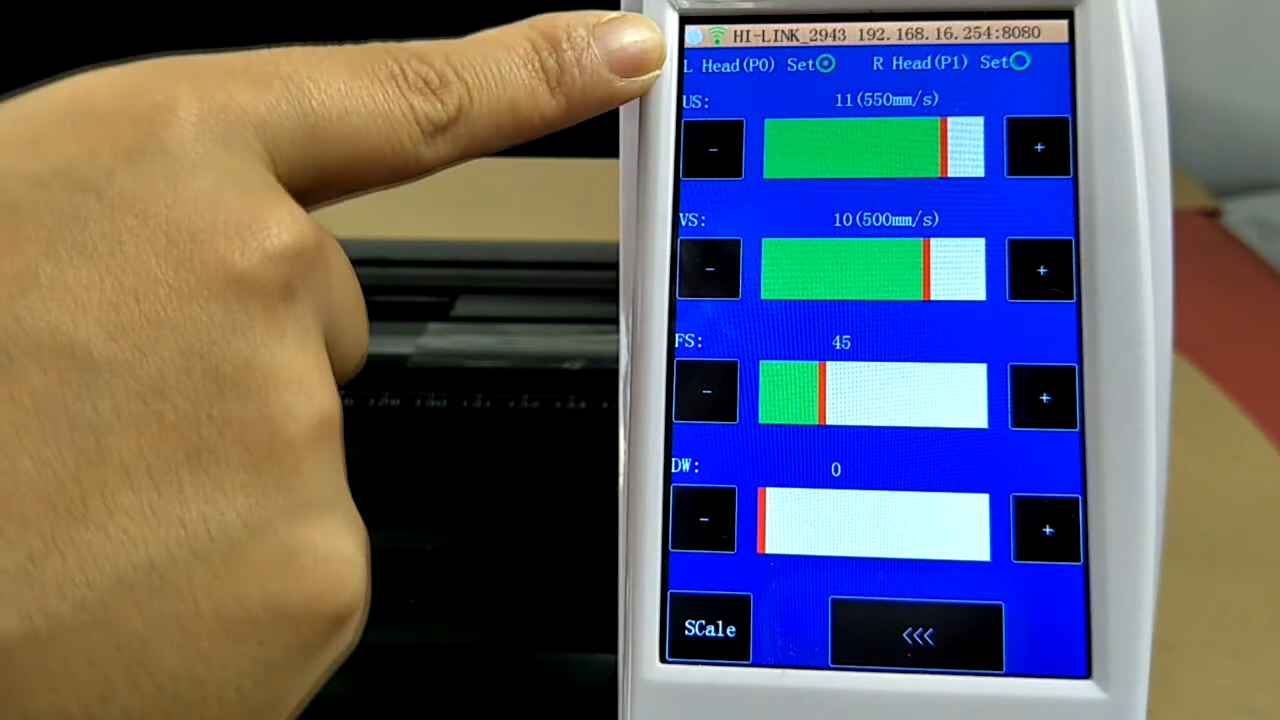 HI-LINK_2943 192.168.16.254:8080
L Head(P0) Set R Head(P1) Set
US: 11(550mm/s)
- +
VS: 10(500mm/s)
- +
FS: 45
- +
DW: 0
- +
SCale <<<